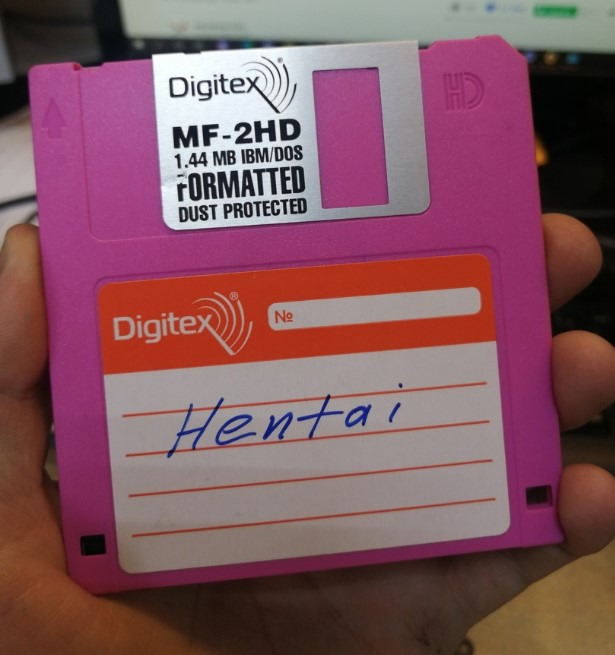 Digitex®
HD
MF-2HD
1.44 MB IBM/DOS
FORMATTED
DUST PROTECTED
Digitex®
№
Hentai